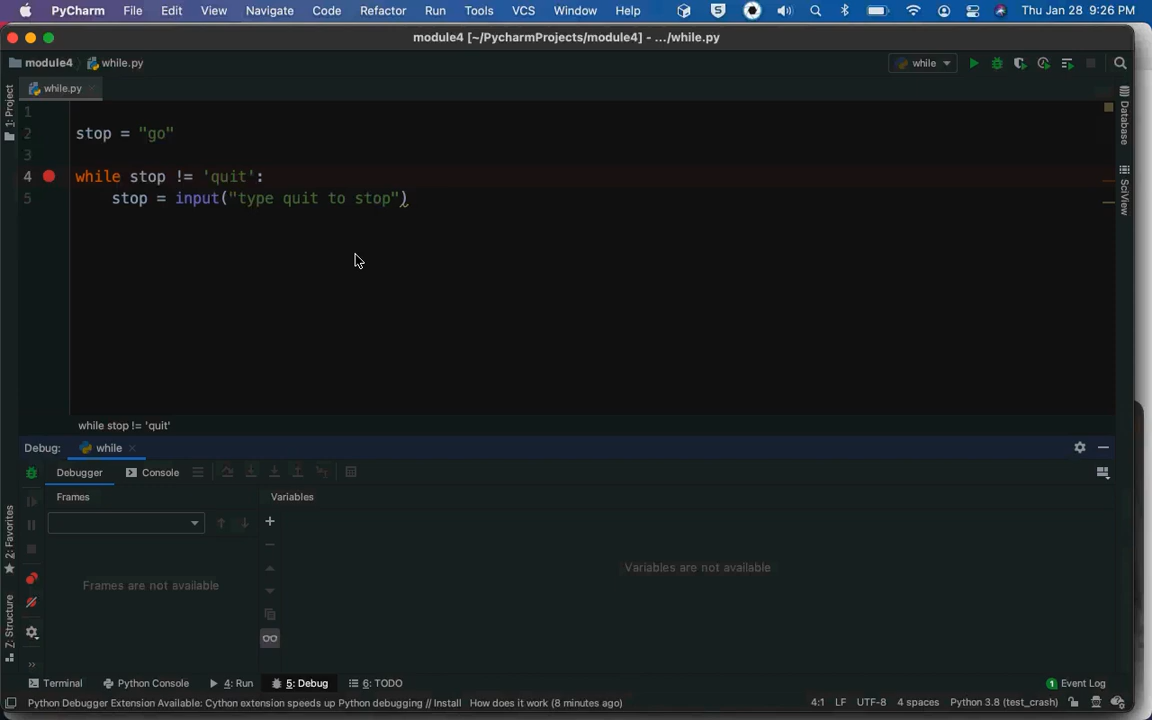 PyCharm File Edit View Navigate Code Refactor Run Tools VCS Window Help S Thu Jan 28 9:26 PM
module4 [~/PycharmProjects/module4] - .../while.py
module4 while.py while
while.py
1: Project
Database
SciView
1
2 stop = "go"
3
4 while stop != 'quit':
5 stop = input("type quit to stop")
while stop != 'quit'
Debug: while
Debugger Console
Frames Variables
Frames are not available
Variables are not available
2: Favorites
7: Structure
Terminal Python Console 4: Run 5: Debug 6: TODO 1 Event Log
Python Debugger Extension Available: Cython extension speeds up Python debugging // Install How does it work (8 minutes ago) 4:1 LF UTF-8 4 spaces Python 3.8 (test_crash)